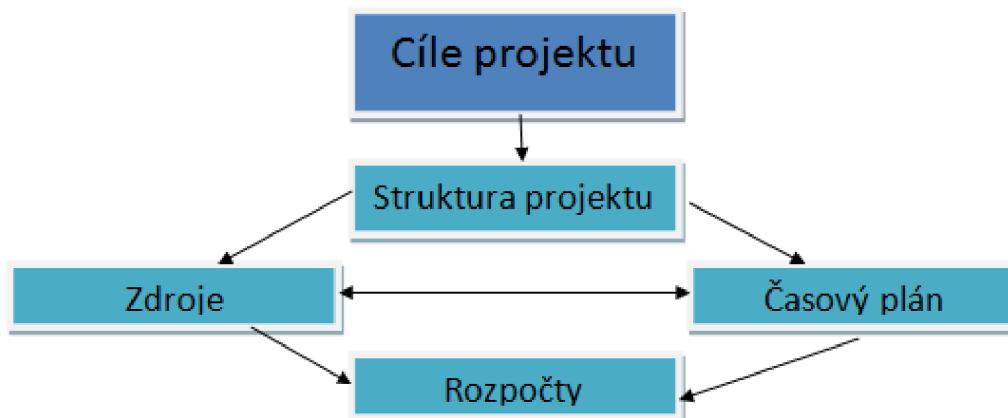 Cíle projektu
Struktura projektu
Zdroje
Časový plán
Rozpočty